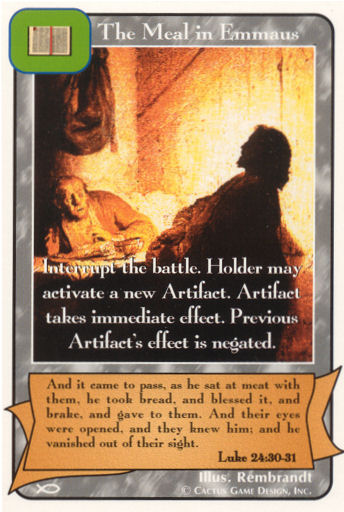 The Meal in Emmaus
Interrupt the battle. Holder may
activate a new Artifact. Artifact
takes immediate effect. Previous
Artifact's effect is negated.
And it came to pass, as he sat at meat with
them, he took bread, and blessed it, and
brake, and gave to them. And their eyes
were opened, and they knew him; and he
vanished out of their sight.
Luke 24:30-31
Illus. Rémbrandt
© CACTUS GAME DESIGN, INC.